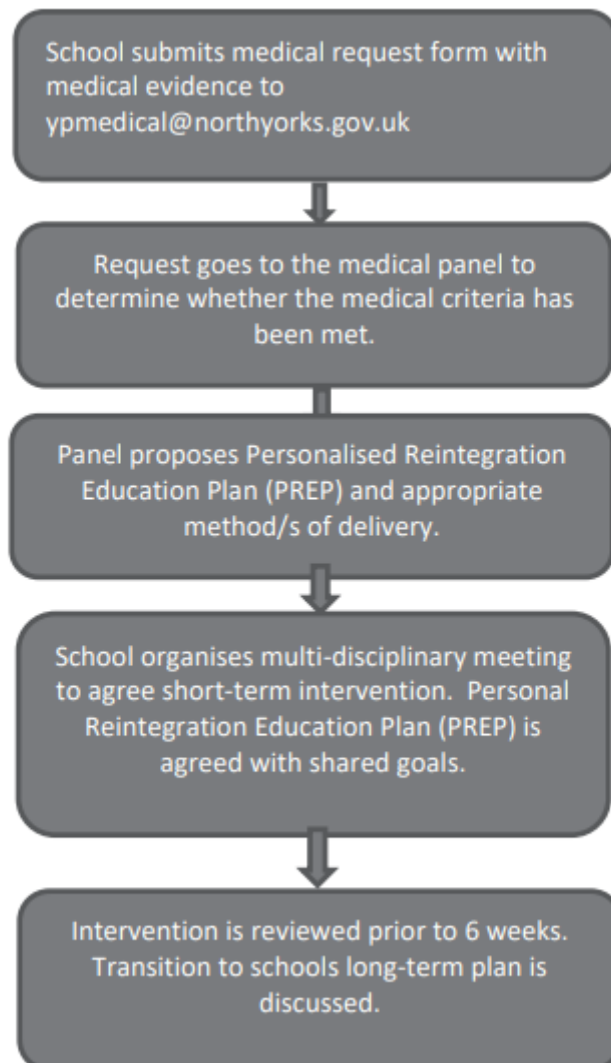 School submits medical request form with
medical evidence to
ypmedical@northyorks.gov.uk
Request goes to the medical panel to
determine whether the medical criteria has
been met.
Panel proposes Personalised Reintegration
Education Plan (PREP) and appropriate
method/s of delivery.
School organises multi-disciplinary meeting
to agree short-term intervention.  Personal
Reintegration Education Plan (PREP) is
agreed with shared goals.
Intervention is reviewed prior to 6 weeks.
Transition to schools long-term plan is
discussed.